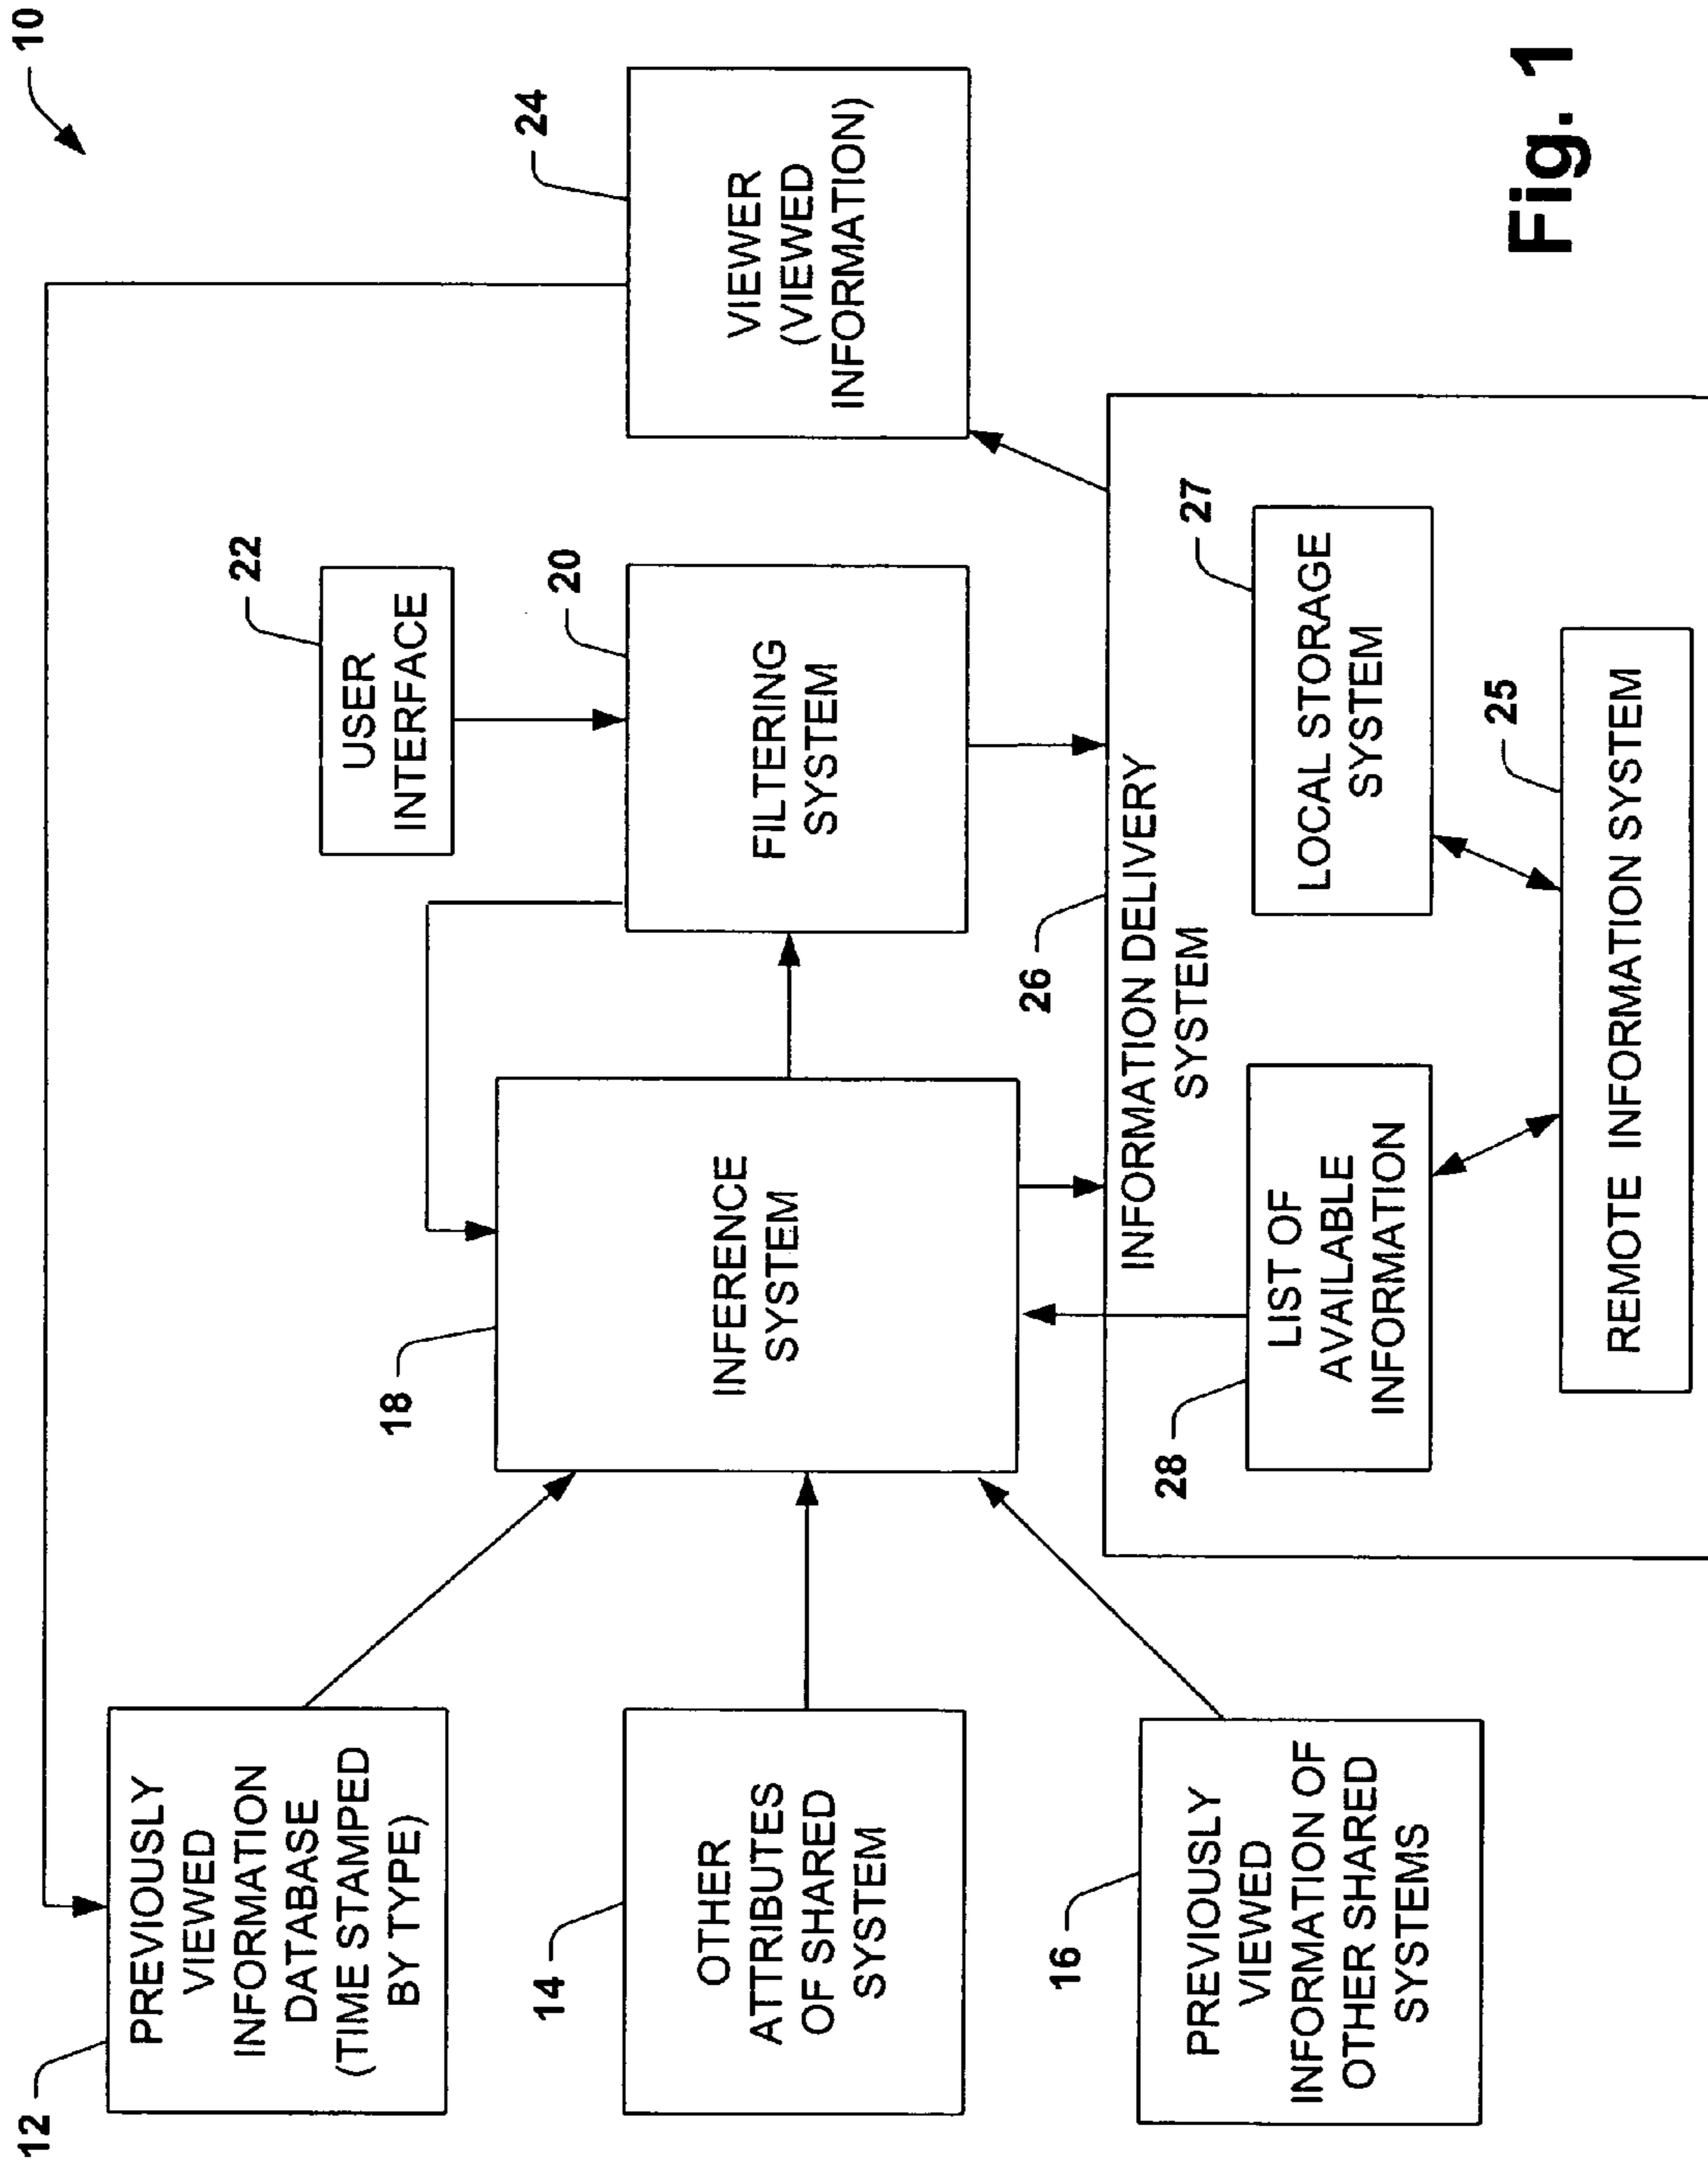 10
12
PREVIOUSLY
VIEWED
INFORMATION
DATABASE
(TIME STAMPED
BY TYPE)
14
OTHER
ATTRIBUTES
OF SHARED
SYSTEM
16
PREVIOUSLY
VIEWED
INFORMATION OF
OTHER SHARED
SYSTEMS
18
INFERENCE
SYSTEM
22
USER
INTERFACE
20
FILTERING
SYSTEM
24
VIEWER
(VIEWED
INFORMATION)
26
INFORMATION DELIVERY
SYSTEM
28
LIST OF
AVAILABLE
INFORMATION
27
LOCAL STORAGE
SYSTEM
25
REMOTE INFORMATION SYSTEM
Fig. 1